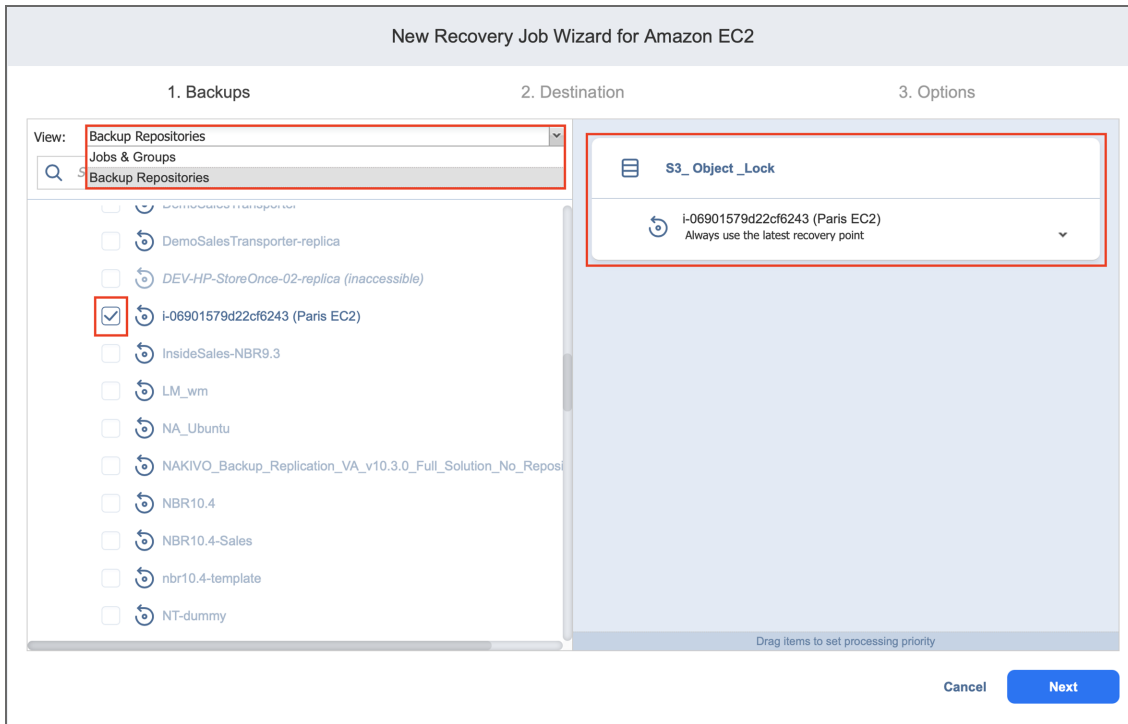 New Recovery Job Wizard for Amazon EC2
1. Backups
2. Destination
3. Options
View:
Backup Repositories
Jobs & Groups
Backup Repositories
S
DemoSalesTransporter
DemoSalesTransporter-replica
DEV-HP-StoreOnce-02-replica (inaccessible)
i-06901579d22cf6243 (Paris EC2)
InsideSales-NBR9.3
LM_wm
NA_Ubuntu
NAKIVO_Backup_Replication_VA_v10.3.0_Full_Solution_No_Reposi
NBR10.4
NBR10.4-Sales
nbr10.4-template
NT-dummy
S3_ Object _Lock
i-06901579d22cf6243 (Paris EC2)
Always use the latest recovery point
Drag items to set processing priority
Cancel
Next